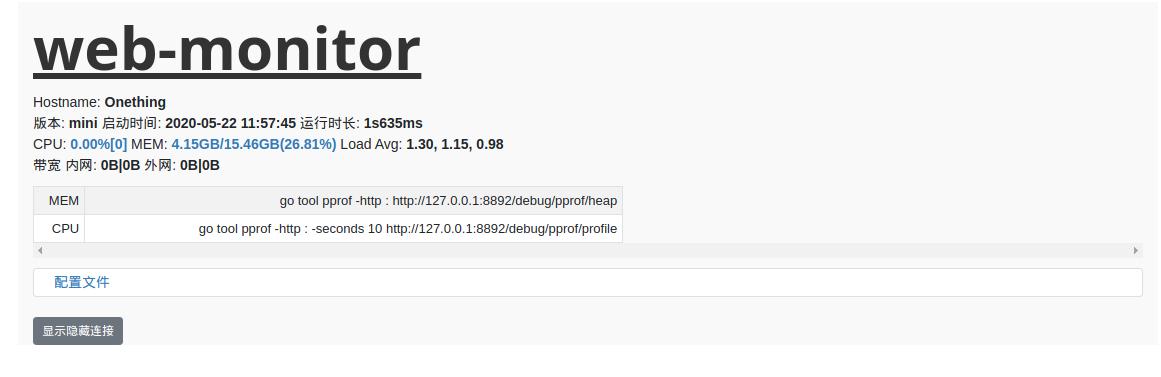 web-monitor
Hostname: Onething
版本: mini 启动时间: 2020-05-22 11:57:45 运行时长: 1s635ms
CPU: 0.00%[0] MEM: 4.15GB/15.46GB(26.81%) Load Avg: 1.30, 1.15, 0.98
带宽 内网: 0B|0B 外网: 0B|0B
MEM go tool pprof -http : http://127.0.0.1:8892/debug/pprof/heap
CPU go tool pprof -http : -seconds 10 http://127.0.0.1:8892/debug/pprof/profile
配置文件
显示隐藏连接